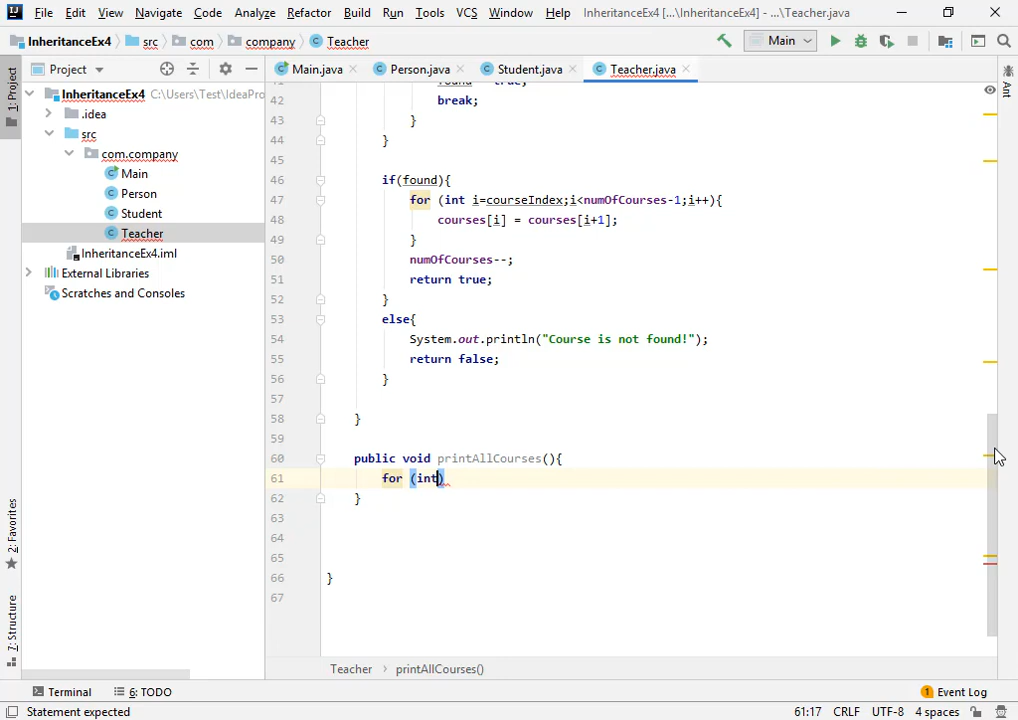 File Edit View Navigate Code Analyze Refactor Build Run Tools VCS Window Help InheritanceEx4 [...\InheritanceEx4] - ...\Teacher.java
InheritanceEx4 src com company Teacher Main
1: Project
Project
Main.java Person.java Student.java Teacher.java
Ant
InheritanceEx4 C:\Users\Test\IdeaPro
.idea
src
com.company
Main
Person
Student
Teacher
InheritanceEx4.iml
External Libraries
Scratches and Consoles
42 break;
43 }
44 }
45
46 if(found){
47 for (int i=courseIndex;i<numOfCourses-1;i++){
48 courses[i] = courses[i+1];
49 }
50 numOfCourses--;
51 return true;
52 }
53 else{
54 System.out.println("Course is not found!");
55 return false;
56 }
57
58 }
59
60 public void printAllCourses(){
61 for (int)
62 }
63
64
65
66 }
67
2: Favorites
7: Structure
Teacher printAllCourses()
Terminal 6: TODO 1 Event Log
Statement expected 61:17 CRLF UTF-8 4 spaces